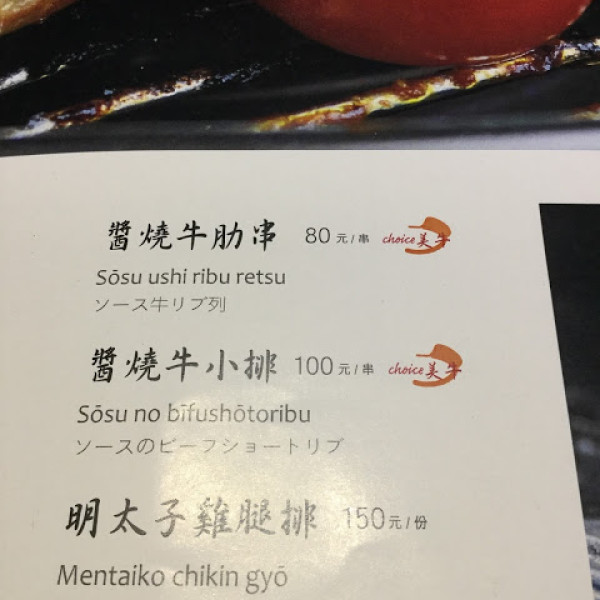 醬燒牛肋串 80元/串 choice美牛
Sōsu ushi ribu retsu
ソース牛リブ列
醬燒牛小排 100元/串 choice美牛
Sōsu no bīfushōtoribu
ソースのビーフショートリブ
明太子雞腿排 150元/份
Mentaiko chikin gyō